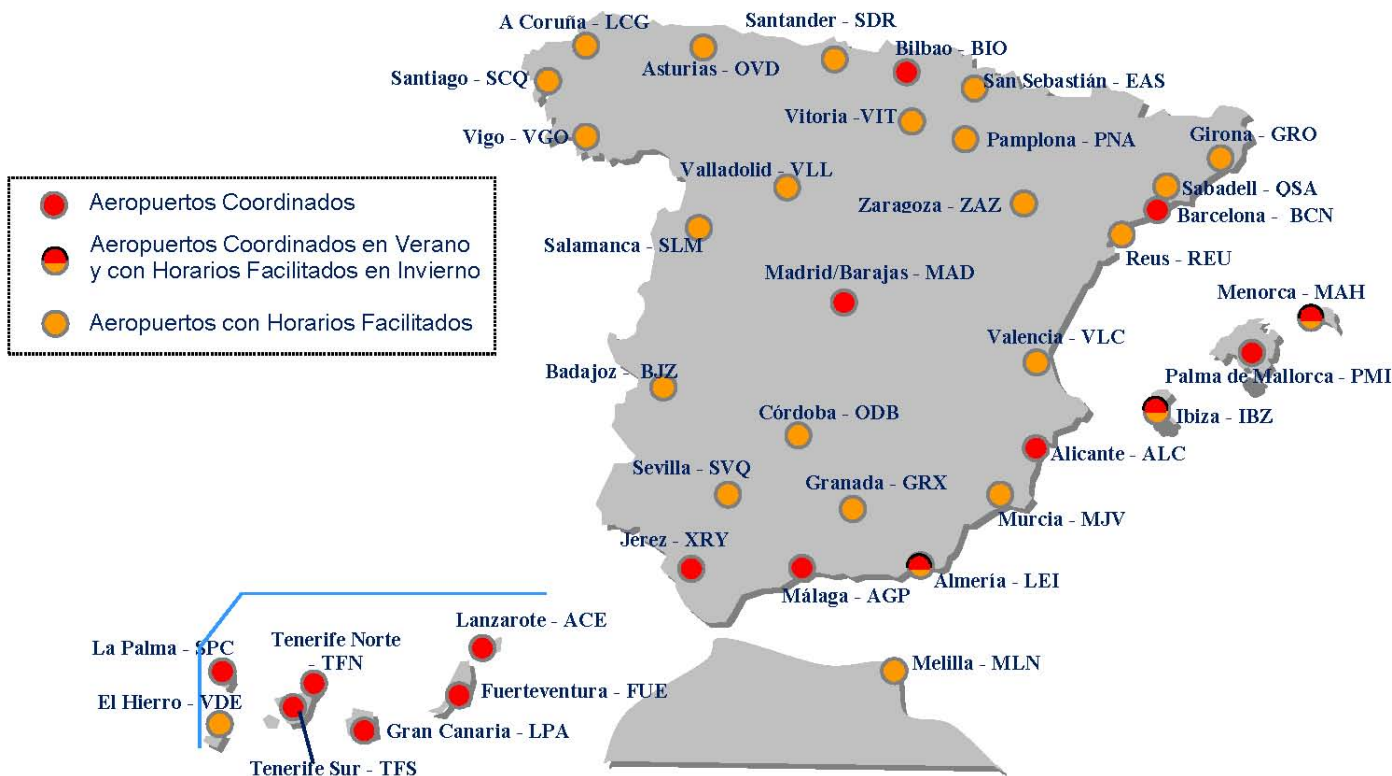 A Coruña - LCG
Santander - SDR
Bilbao - BIO
Asturias - OVD
Santiago - SCQ
San Sebastián - EAS
Vitoria -VIT
Vigo - VGO
Pamplona - PNA
Girona - GRO
Valladolid - VLL
Sabadell - QSA
Zaragoza - ZAZ
Barcelona - BCN
Salamanca - SLM
Reus - REU
Aeropuertos Coordinados
Aeropuertos Coordinados en Verano
y con Horarios Facilitados en Invierno
Aeropuertos con Horarios Facilitados
Madrid/Barajas - MAD
Menorca - MAH
Valencia - VLC
Badajoz - BJZ
Palma de Mallorca - PMI
Córdoba - ODB
Ibiza - IBZ
Alicante - ALC
Sevilla - SVQ
Granada - GRX
Murcia - MJV
Jerez - XRY
Almería - LEI
Málaga - AGP
Lanzarote - ACE
La Palma - SPC
Tenerife Norte
- TFN
Melilla - MLN
El Hierro - VDE
Fuerteventura - FUE
Gran Canaria - LPA
Tenerife Sur - TFS